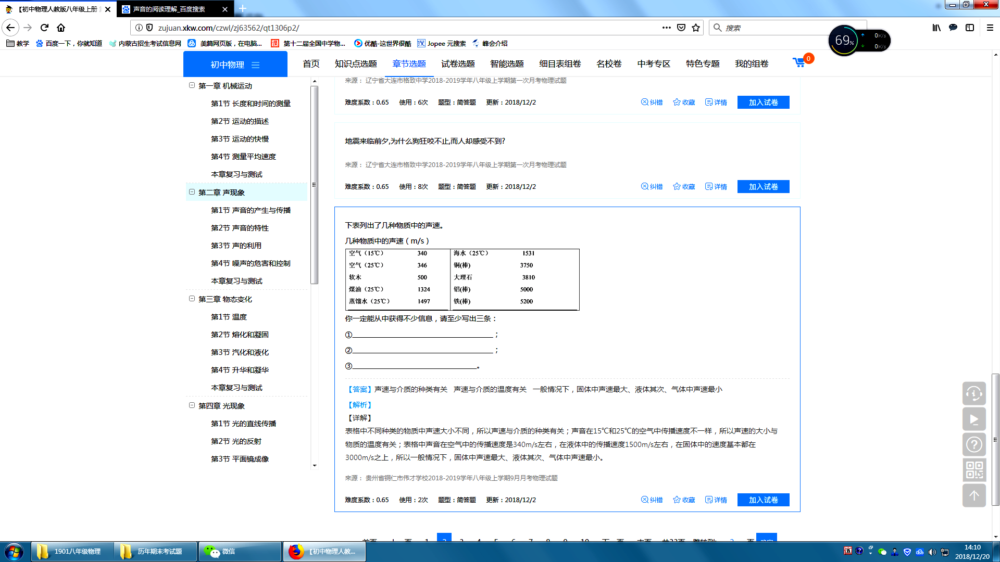 【初中物理人教版八年级上册
声音的阅读理解_百度搜索
zujuan.xkw.com/czwl/zj63562/qt1306p2/
搜索
69%
0K/s
0K/s
教学
百度一下，你就知道
内蒙古招生考试信息网
美篇网页版，在电脑...
第十二届全国中学物...
优酷-这世界很酷
Jopee 元搜索
峰会介绍
初中物理
首页
知识点选题
章节选题
试卷选题
智能选题
细目表组卷
名校卷
中考专区
特色专题
我的组卷
0
第一章 机械运动
第1节 长度和时间的测量
第2节 运动的描述
第3节 运动的快慢
第4节 测量平均速度
本章复习与测试
第二章 声现象
第1节 声音的产生与传播
第2节 声音的特性
第3节 声的利用
第4节 噪声的危害和控制
本章复习与测试
第三章 物态变化
第1节 温度
第2节 熔化和凝固
第3节 汽化和液化
第4节 升华和凝华
本章复习与测试
第四章 光现象
第1节 光的直线传播
第2节 光的反射
第3节 平面镜成像
来源： 辽宁省大连市格致中学2018-2019学年八年级上学期第一次月考物理试题
难度系数：0.65 使用：6次 题型：简答题 更新：2018/12/2 纠错 收藏 详情 加入试卷
地震来临前夕,为什么狗狂咬不止,而人却感受不到?
来源： 辽宁省大连市格致中学2018-2019学年八年级上学期第一次月考物理试题
难度系数：0.65 使用：8次 题型：简答题 更新：2018/12/2 纠错 收藏 详情 加入试卷
下表列出了几种物质中的声速。
几种物质中的声速（m/s）
空气（15℃） 340 海水（25℃） 1531
空气（25℃） 346 铜(棒) 3750
软木 500 大理石 3810
煤油（25℃） 1324 铝(棒) 5000
蒸馏水（25℃） 1497 铁(棒) 5200
你一定能从中获得不少信息，请至少写出三条：
①______________________________；
②______________________________；
③__________________________。
【答案】声速与介质的种类有关 声速与介质的温度有关 一般情况下，固体中声速最大、液体其次、气体中声速最小
【解析】
【详解】
表格中不同种类的物质中声速大小不同，所以声速与介质的种类有关；声音在15℃和25℃的空气中传播速度不一样，所以声速的大小与
物质的温度有关；表格中声音在空气中的传播速度是340m/s左右，在液体中的传播速度1500m/s左右，在固体中的速度基本都在
3000m/s之上，所以一般情况下，固体中声速最大、液体其次、气体中声速最小。
来源： 贵州省铜仁市伟才学校2018-2019学年八年级上学期9月月考物理试题
难度系数：0.65 使用：2次 题型：简答题 更新：2018/12/2 纠错 收藏 详情 加入试卷
1901八年级物理
历年期末考试题
微信
【初中物理人教...
14:10
2018/12/20